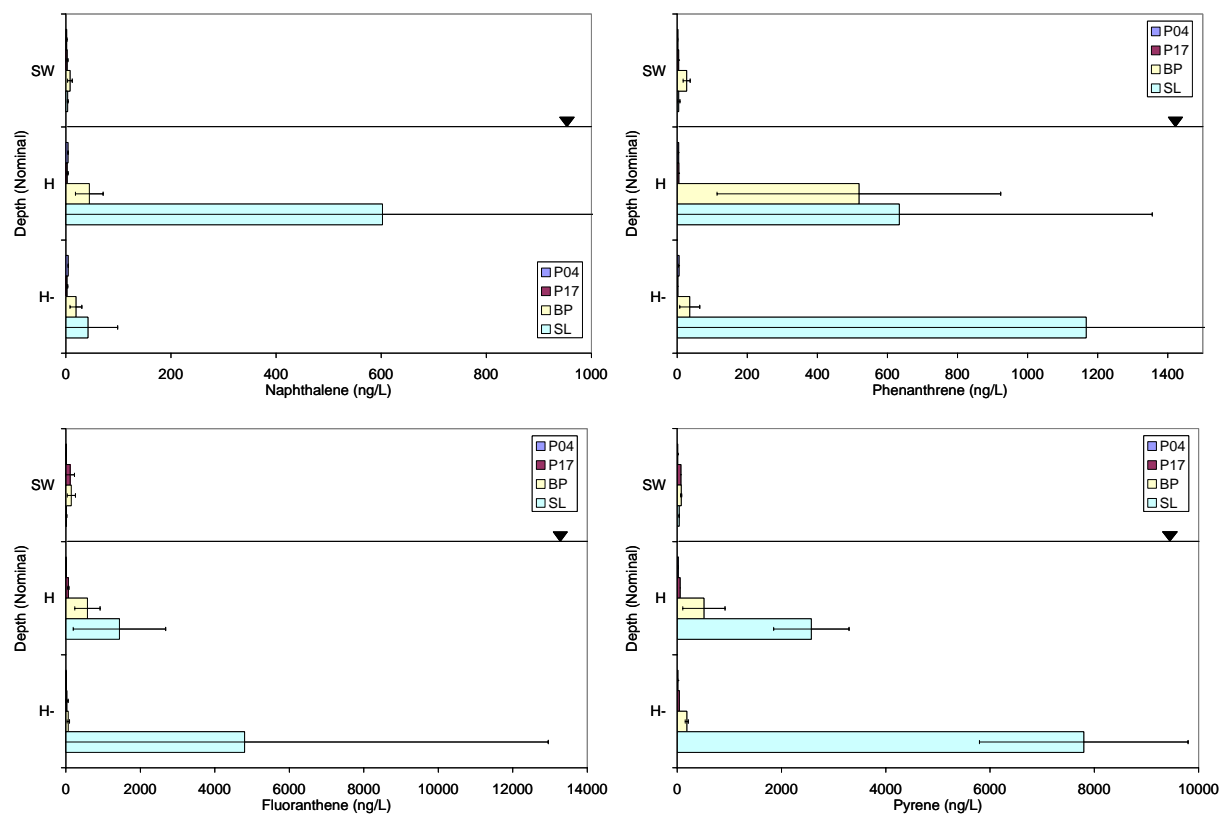 SW
H
H-
Depth (Nominal)
P04
P17
BP
SL
0 200 400 600 800 1000
Naphthalene (ng/L)
P04
P17
BP
SL
SW
H
H-
Depth (Nominal)
0 200 400 600 800 1000 1200 1400
Phenanthrene (ng/L)
P04
P17
BP
SL
SW
H
H-
Depth (Nominal)
0 2000 4000 6000 8000 10000 12000 14000
Fluoranthene (ng/L)
P04
P17
BP
SL
SW
H
H-
Depth (Nominal)
0 2000 4000 6000 8000 10000
Pyrene (ng/L)